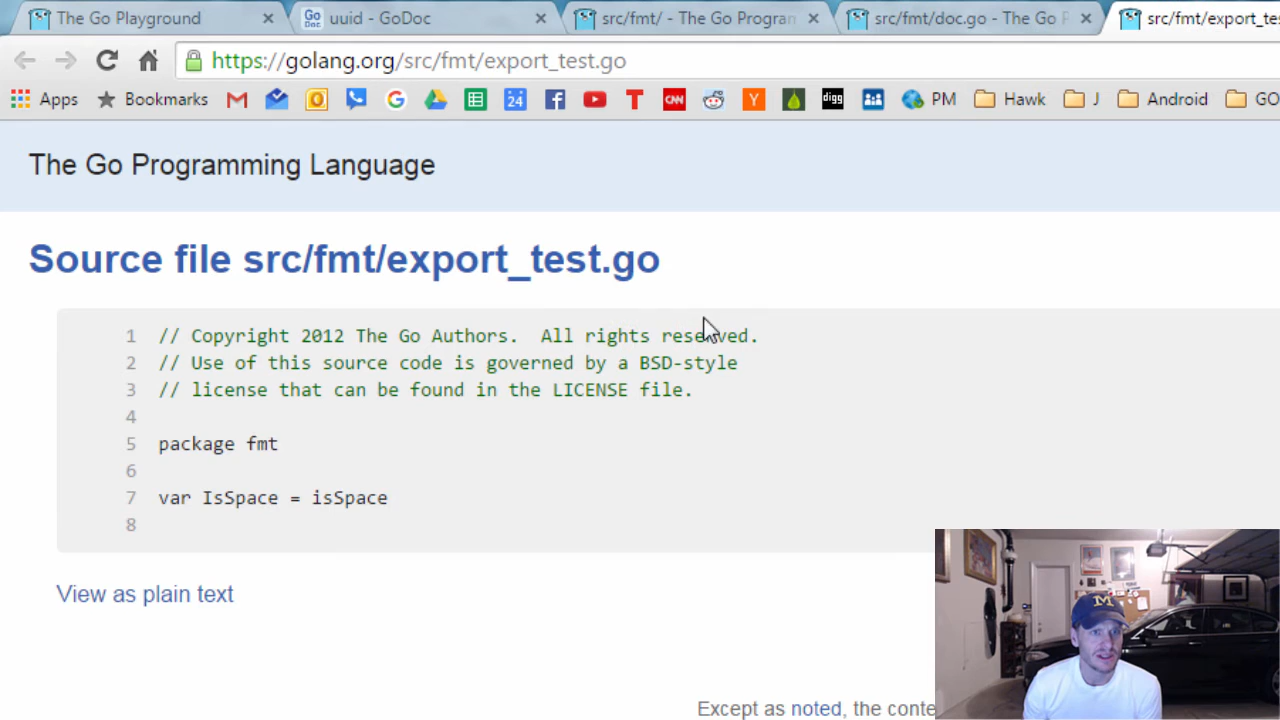 The Go Playground × uuid - GoDoc × src/fmt/ - The Go Program × src/fmt/doc.go - The Go P × src/fmt/export_tes
https://golang.org/src/fmt/export_test.go
Apps Bookmarks 24 CNN Y digg PM Hawk J Android GO
The Go Programming Language
Source file src/fmt/export_test.go
1 // Copyright 2012 The Go Authors.  All rights reserved.
2 // Use of this source code is governed by a BSD-style
3 // license that can be found in the LICENSE file.
4
5 package fmt
6
7 var IsSpace = isSpace
8
View as plain text
Except as noted, the conte
M